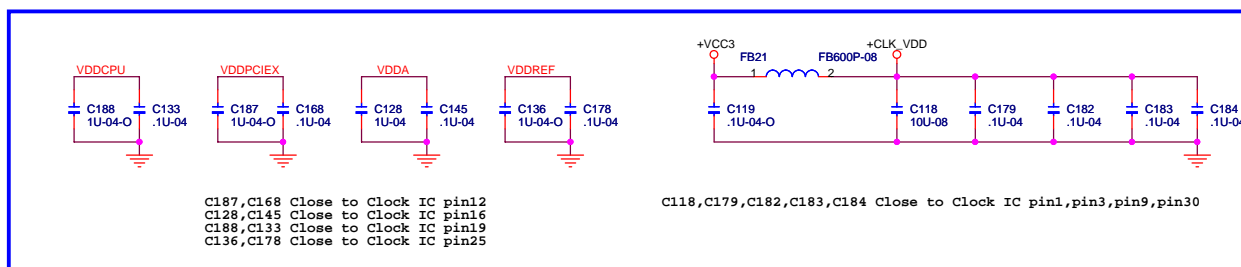 VDDCPU
C188
1U-04-O
C133
.1U-04
VDDPCIEX
C187
1U-04-O
C168
.1U-04
VDDA
C128
1U-04
C145
.1U-04
VDDREF
C136
1U-04-O
C178
.1U-04
+VCC3
FB21
FB600P-08
+CLK_VDD
1
2
C119
.1U-04-O
C118
10U-08
C179
.1U-04
C182
.1U-04
C183
.1U-04
C184
.1U-04
C187,C168 Close to Clock IC pin12
C128,C145 Close to Clock IC pin16
C188,C133 Close to Clock IC pin19
C136,C178 Close to Clock IC pin25
C118,C179,C182,C183,C184 Close to Clock IC pin1,pin3,pin9,pin30